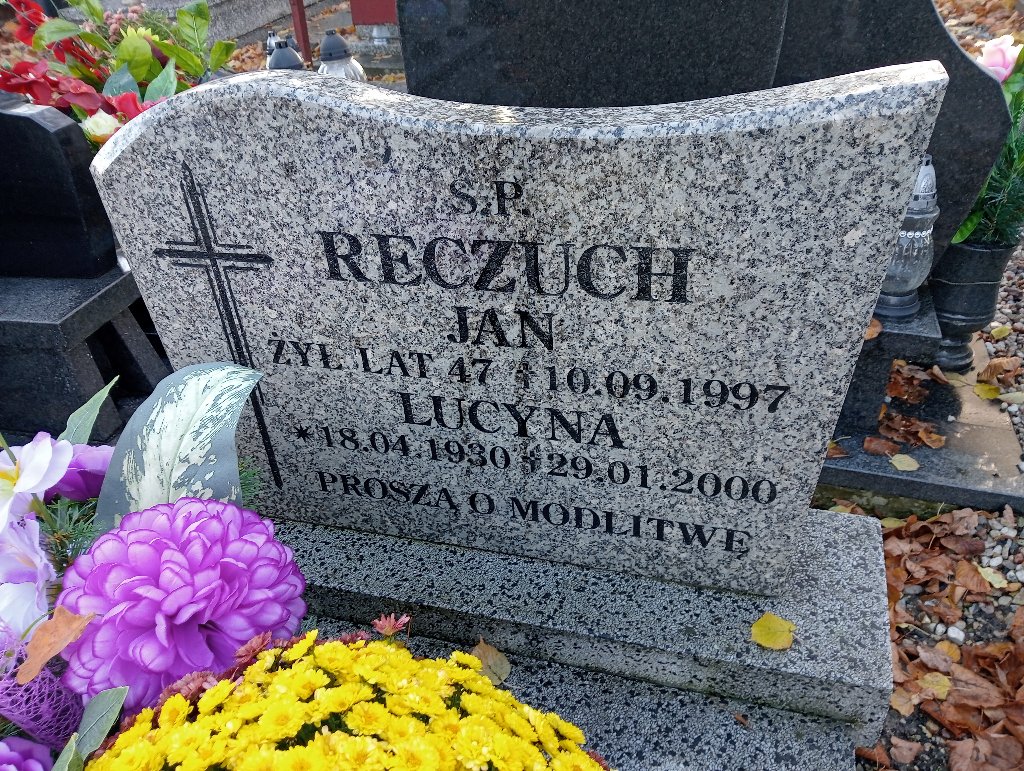 Ś.P.
RECZUCH
JAN
ŻYŁ LAT 47 †10.09.1997
LUCYNA
*18.04.1930 †29.01.2000
PROSZĄ O MODLITWĘ